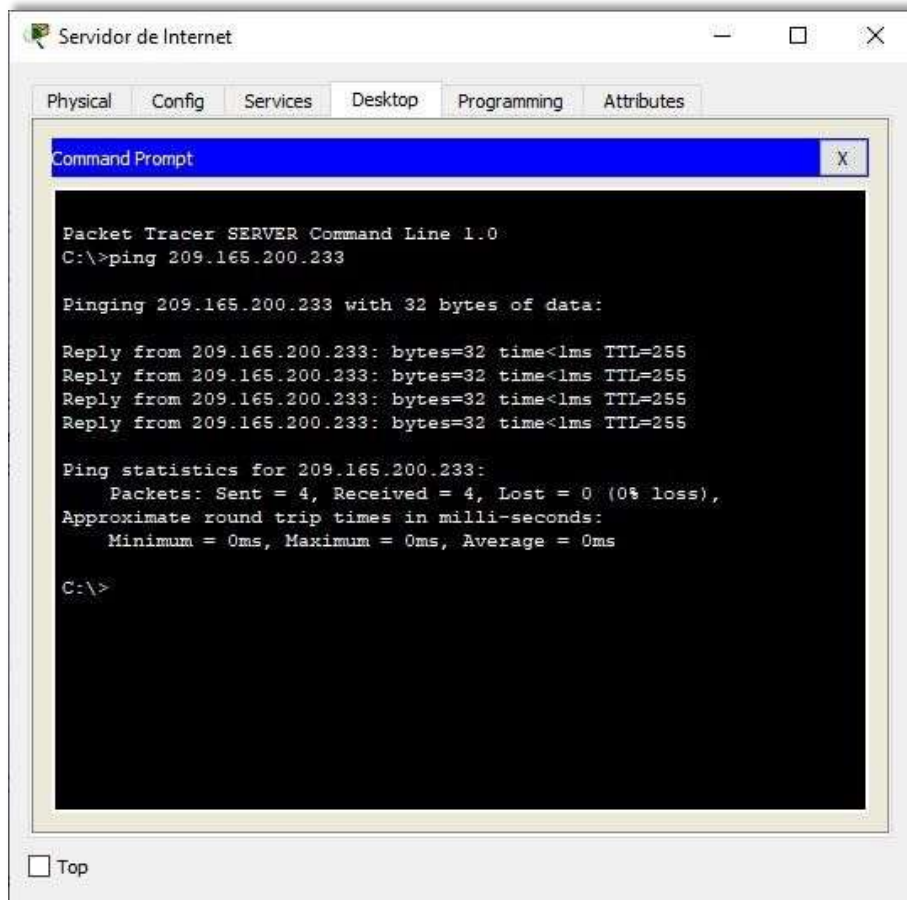 Servidor de Internet
Physical Config Services Desktop Programming Attributes
Command Prompt X
Packet Tracer SERVER Command Line 1.0
C:\>ping 209.165.200.233
Pinging 209.165.200.233 with 32 bytes of data:
Reply from 209.165.200.233: bytes=32 time<1ms TTL=255
Reply from 209.165.200.233: bytes=32 time<1ms TTL=255
Reply from 209.165.200.233: bytes=32 time<1ms TTL=255
Reply from 209.165.200.233: bytes=32 time<1ms TTL=255
Ping statistics for 209.165.200.233:
Packets: Sent = 4, Received = 4, Lost = 0 (0% loss),
Approximate round trip times in milli-seconds:
Minimum = 0ms, Maximum = 0ms, Average = 0ms
C:\>
Top